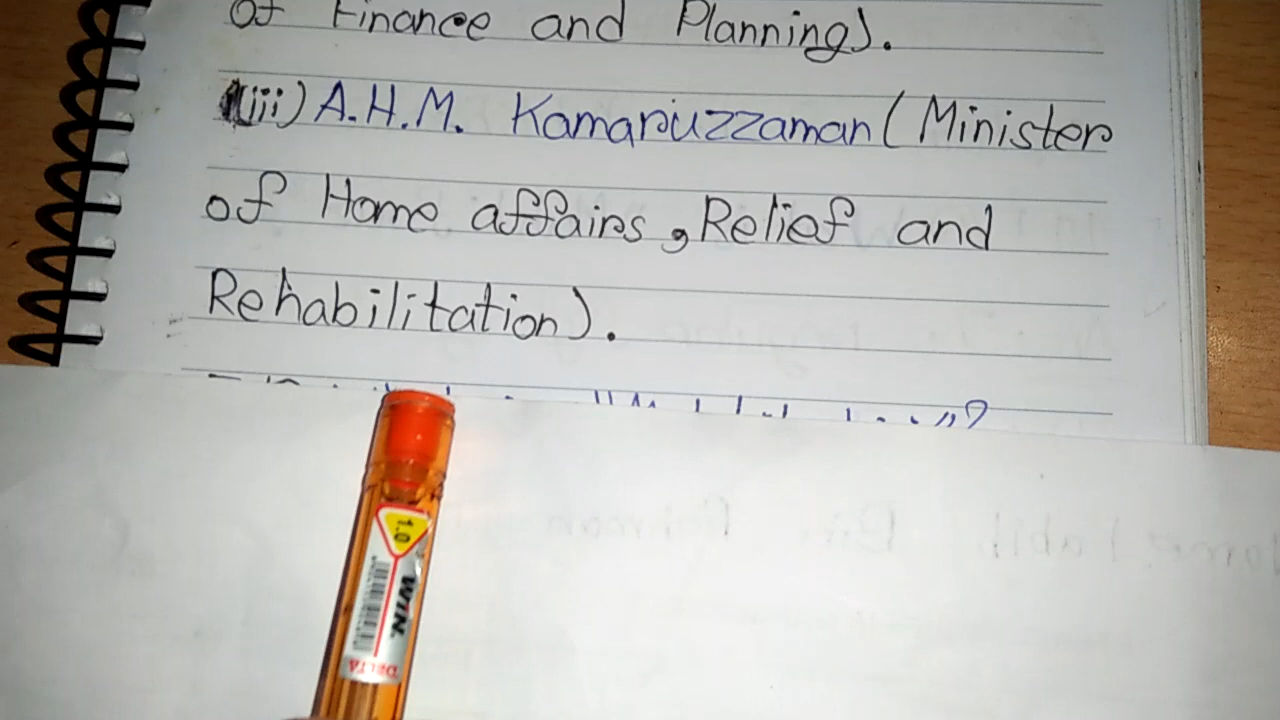 of Finance and Planning).
(iii) A.H.M. Kamaruzzaman (Minister
of Home affairs, Relief and
Rehabilitation).
1.0
WIN.